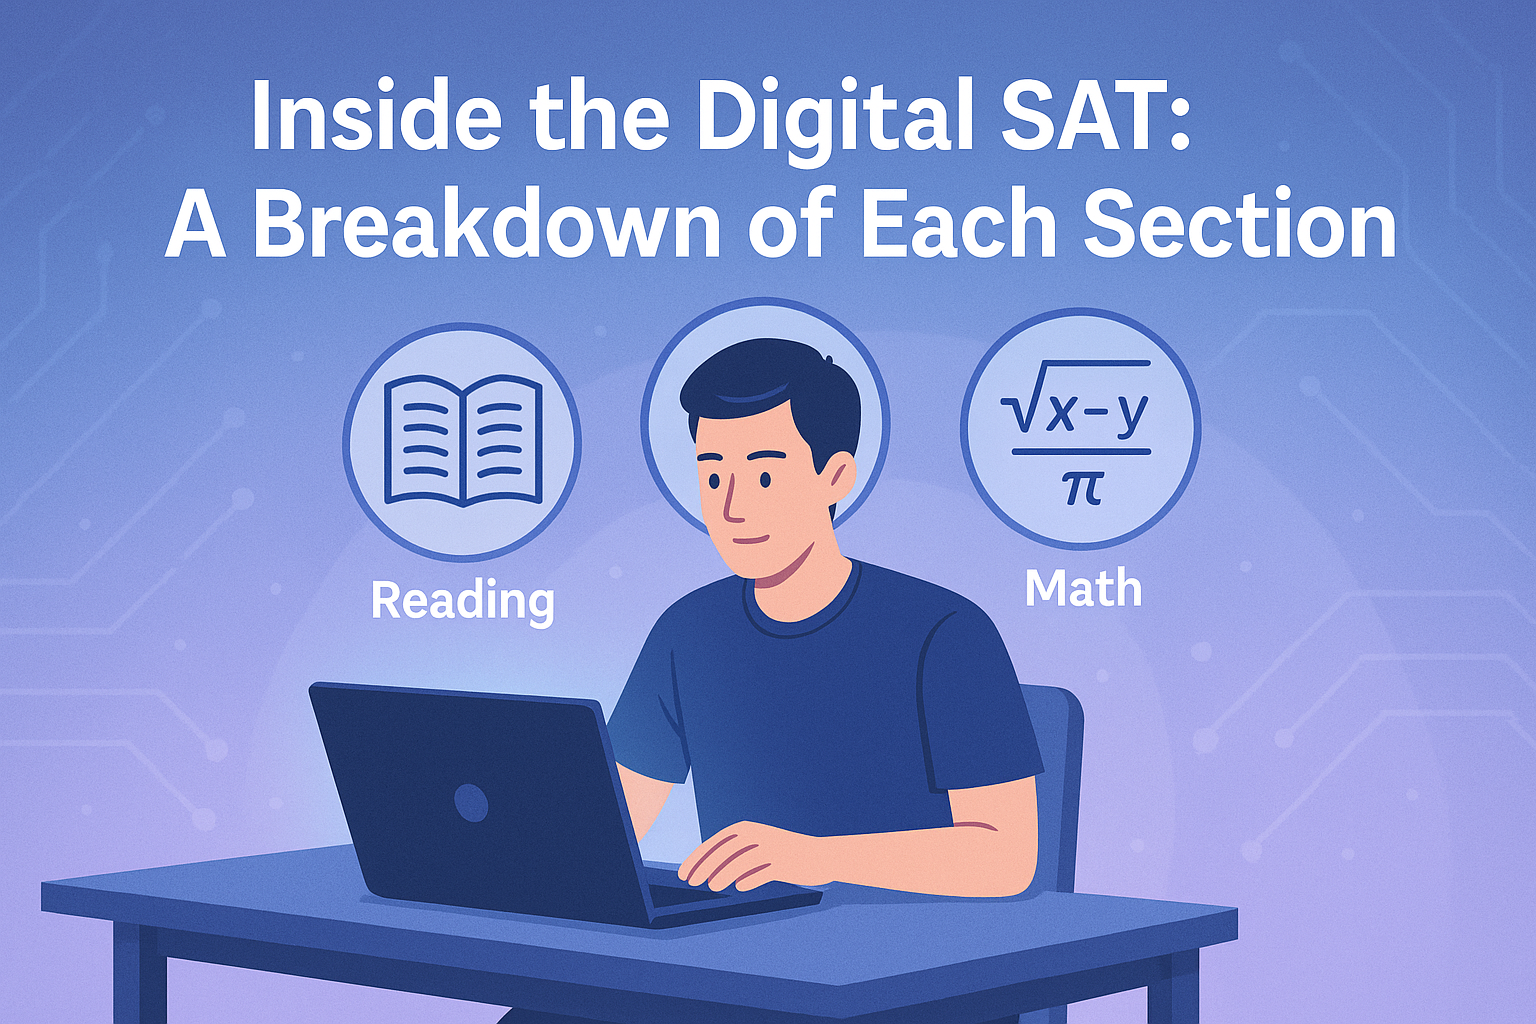 Inside the Digital SAT:
A Breakdown of Each Section
Reading
Math
√x-y
π